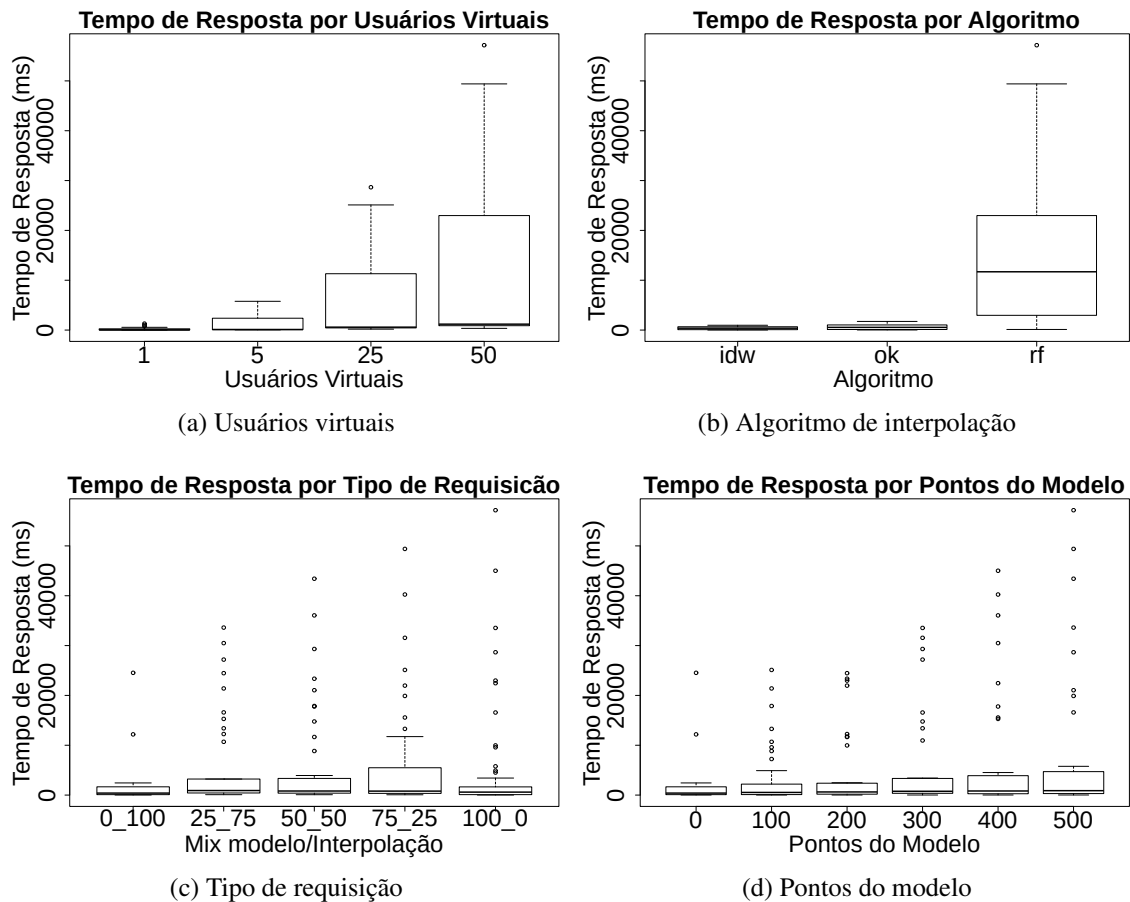 Tempo de Resposta por Usuários Virtuais
Tempo de Resposta (ms)
40000
20000
0
1 5 25 50
Usuários Virtuais
(a) Usuários virtuais
Tempo de Resposta por Algoritmo
Tempo de Resposta (ms)
40000
20000
0
idw ok rf
Algoritmo
(b) Algoritmo de interpolação
Tempo de Resposta por Tipo de Requisicão
Tempo de Resposta (ms)
40000
20000
0
0_100 25_75 50_50 75_25 100_0
Mix modelo/Interpolação
(c) Tipo de requisição
Tempo de Resposta por Pontos do Modelo
Tempo de Resposta (ms)
40000
20000
0
0 100 200 300 400 500
Pontos do Modelo
(d) Pontos do modelo